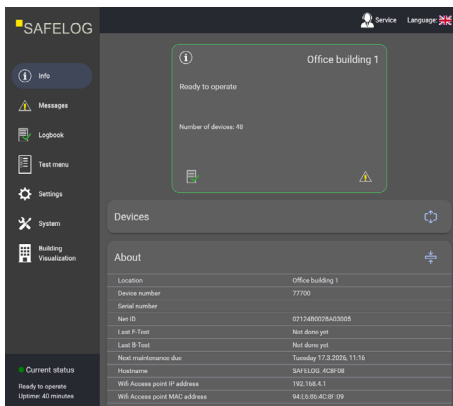 SAFELOG
Service Language:
Info
Messages
Logbook
Test menu
Settings
System
Building
Visualization
Current status
Ready to operate
Uptime: 40 minutes
Office building 1
Ready to operate
Number of devices: 48
Devices
About
Location Office building 1
Device number 77700
Serial number
Net ID 0212480028A03005
Last F-Test Not done yet
Last B-Test Not done yet
Next maintenance due Tuesday 17.3.2026, 11:16
Hostname SAFELOG_4C8F08
Wifi Access point IP address 192.168.4.1
Wifi Access point MAC address 94:E6:86:4C:8F:09